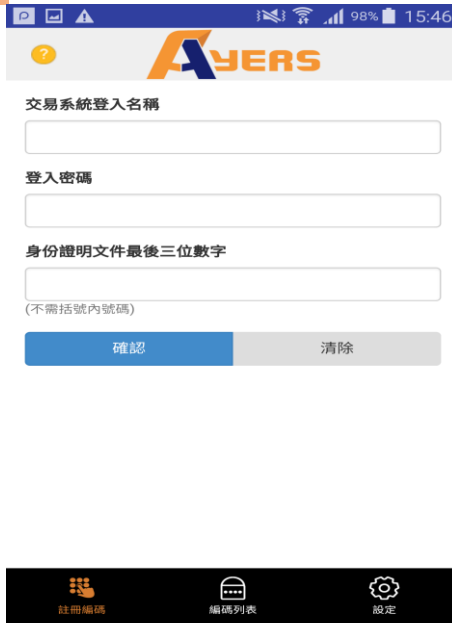 98% 15:46
?
AYERS
交易系統登入名稱
登入密碼
身份證明文件最後三位數字
(不需括號內號碼)
確認 清除
註冊編碼 編碼列表 設定